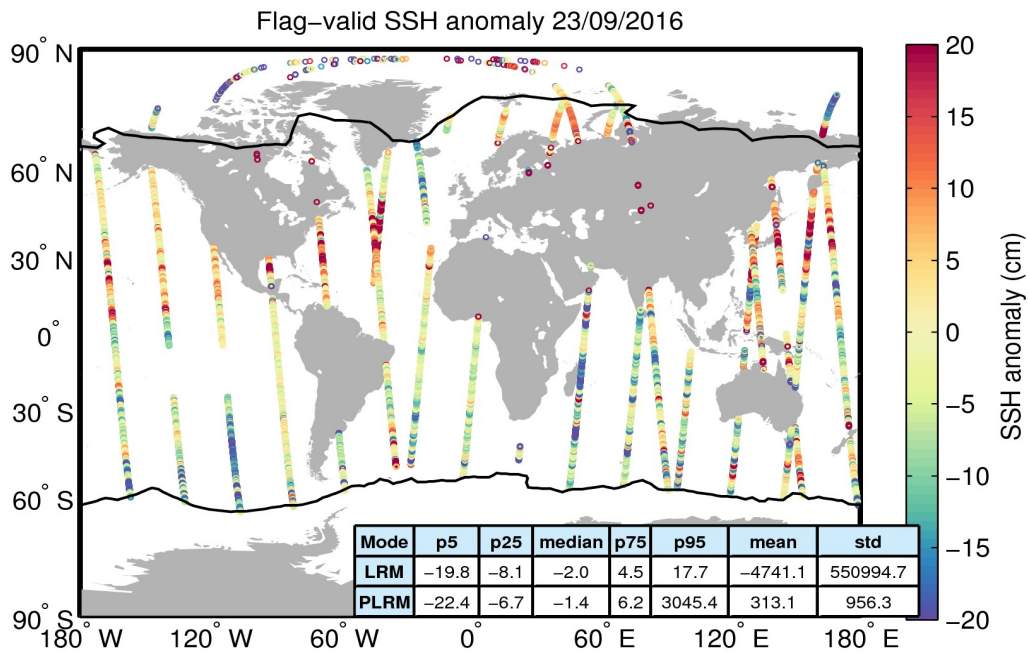 Flag−valid SSH anomaly 23/09/2016
90° N
60° N
30° N
0°
30° S
60° S
90° S
180° W 120° W 60° W 0° 60° E 120° E 180° E
20
15
10
5
0
−5
−10
−15
−20
SSH anomaly (cm)
Mode p5 p25 median p75 p95 mean std
LRM −19.8 −8.1 −2.0 4.5 17.7 −4741.1 550994.7
PLRM −22.4 −6.7 −1.4 6.2 3045.4 313.1 956.3